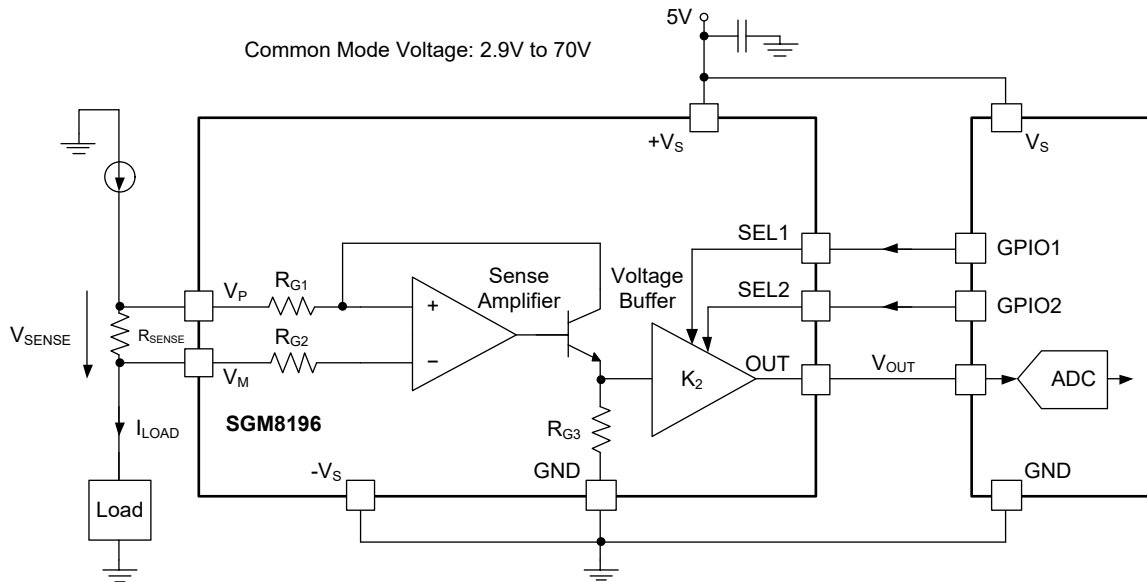 5V
Common Mode Voltage: 2.9V to 70V
+VS
VS
SEL1
GPIO1
Sense
Amplifier
Voltage
Buffer
SEL2
GPIO2
VP
RG1
+
VSENSE
RSENSE
RG2
−
VM
K2
OUT
VOUT
ADC
SGM8196
ILOAD
RG3
-VS
GND
GND
Load